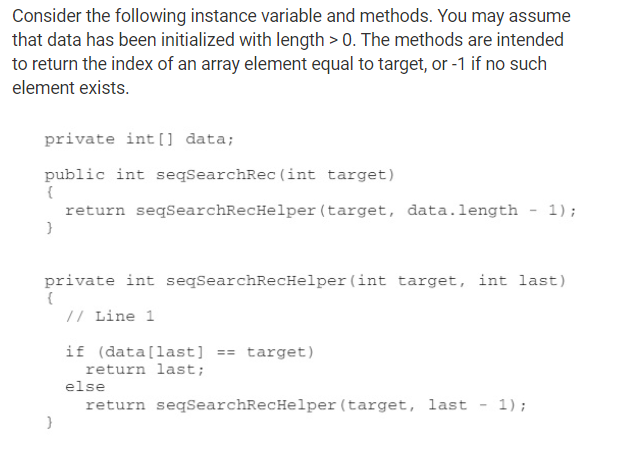 Consider the following instance variable and methods. You may assume
that data has been initialized with length > 0. The methods are intended
to return the index of an array element equal to target, or -1 if no such
element exists.
private int[] data;
public int seqSearchRec(int target)
{
return seqSearchRecHelper(target, data.length - 1);
}
private int seqSearchRecHelper(int target, int last)
{
// Line 1
if (data[last] == target)
return last;
else
return seqSearchRecHelper(target, last - 1);
}